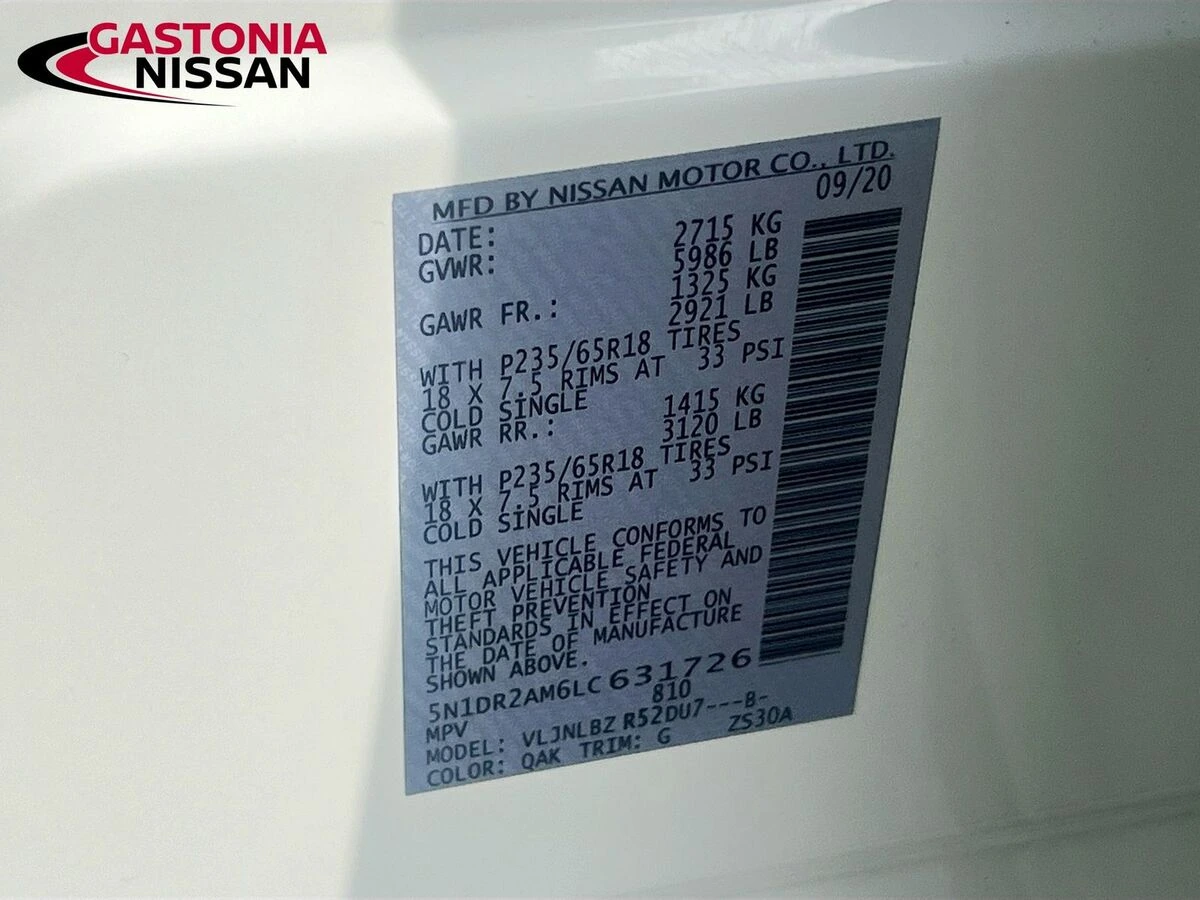 GASTONIA
NISSAN
MFD BY NISSAN MOTOR CO., LTD.
DATE: 09/20
GVWR: 2715 KG
5986 LB
GAWR FR.: 1325 KG
2921 LB
WITH P235/65R18 TIRES
18 X 7.5 RIMS AT 33 PSI
COLD SINGLE
GAWR RR.: 1415 KG
3120 LB
WITH P235/65R18 TIRES
18 X 7.5 RIMS AT 33 PSI
COLD SINGLE
THIS VEHICLE CONFORMS TO
ALL APPLICABLE FEDERAL
MOTOR VEHICLE SAFETY AND
THEFT PREVENTION
STANDARDS IN EFFECT ON
THE DATE OF MANUFACTURE
SHOWN ABOVE.
5N1DR2AM6LC631726
MPV 810
MODEL: VLJNLBZ R52DU7---B-
COLOR: QAK TRIM: G ZS30A